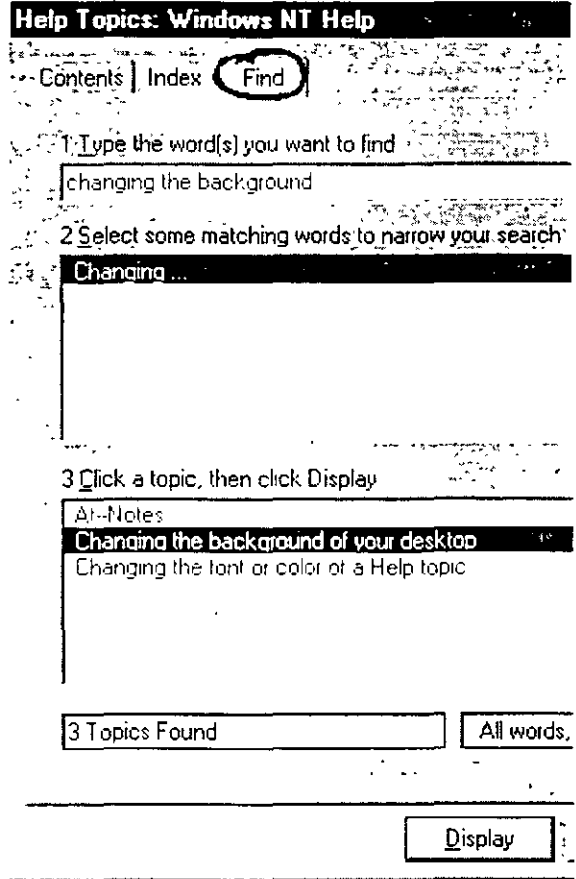 Help Topics: Windows NT Help
Contents Index Find
1 Type the word(s) you want to find
changing the background
2 Select some matching words to narrow your search
Changing ...
3 Click a topic, then click Display
At--Notes
Changing the background of your desktop
Changing the font or color of a Help topic
3 Topics Found All words,
Display